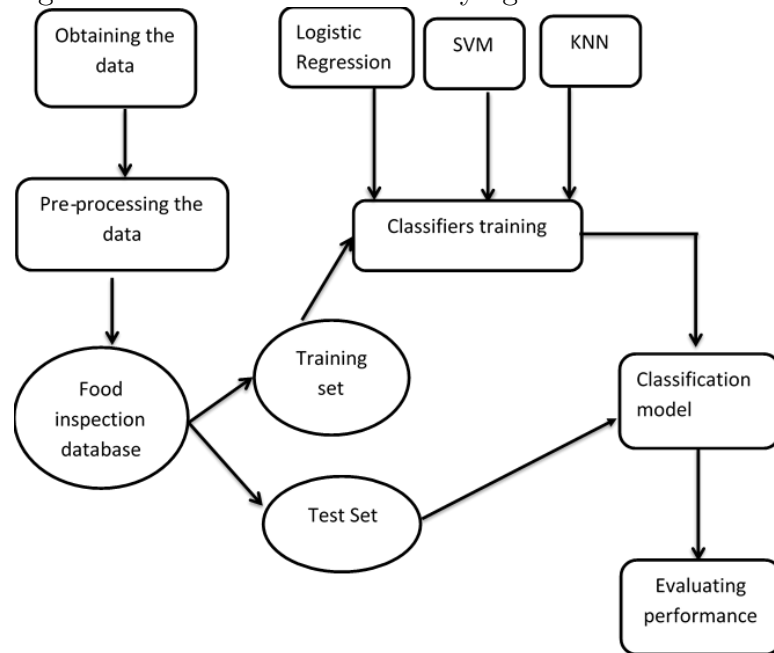 Obtaining the
data
Logistic
Regression
SVM
KNN
Pre-processing the
data
Classifiers training
Training
set
Food
inspection
database
Classification
model
Test Set
Evaluating
performance